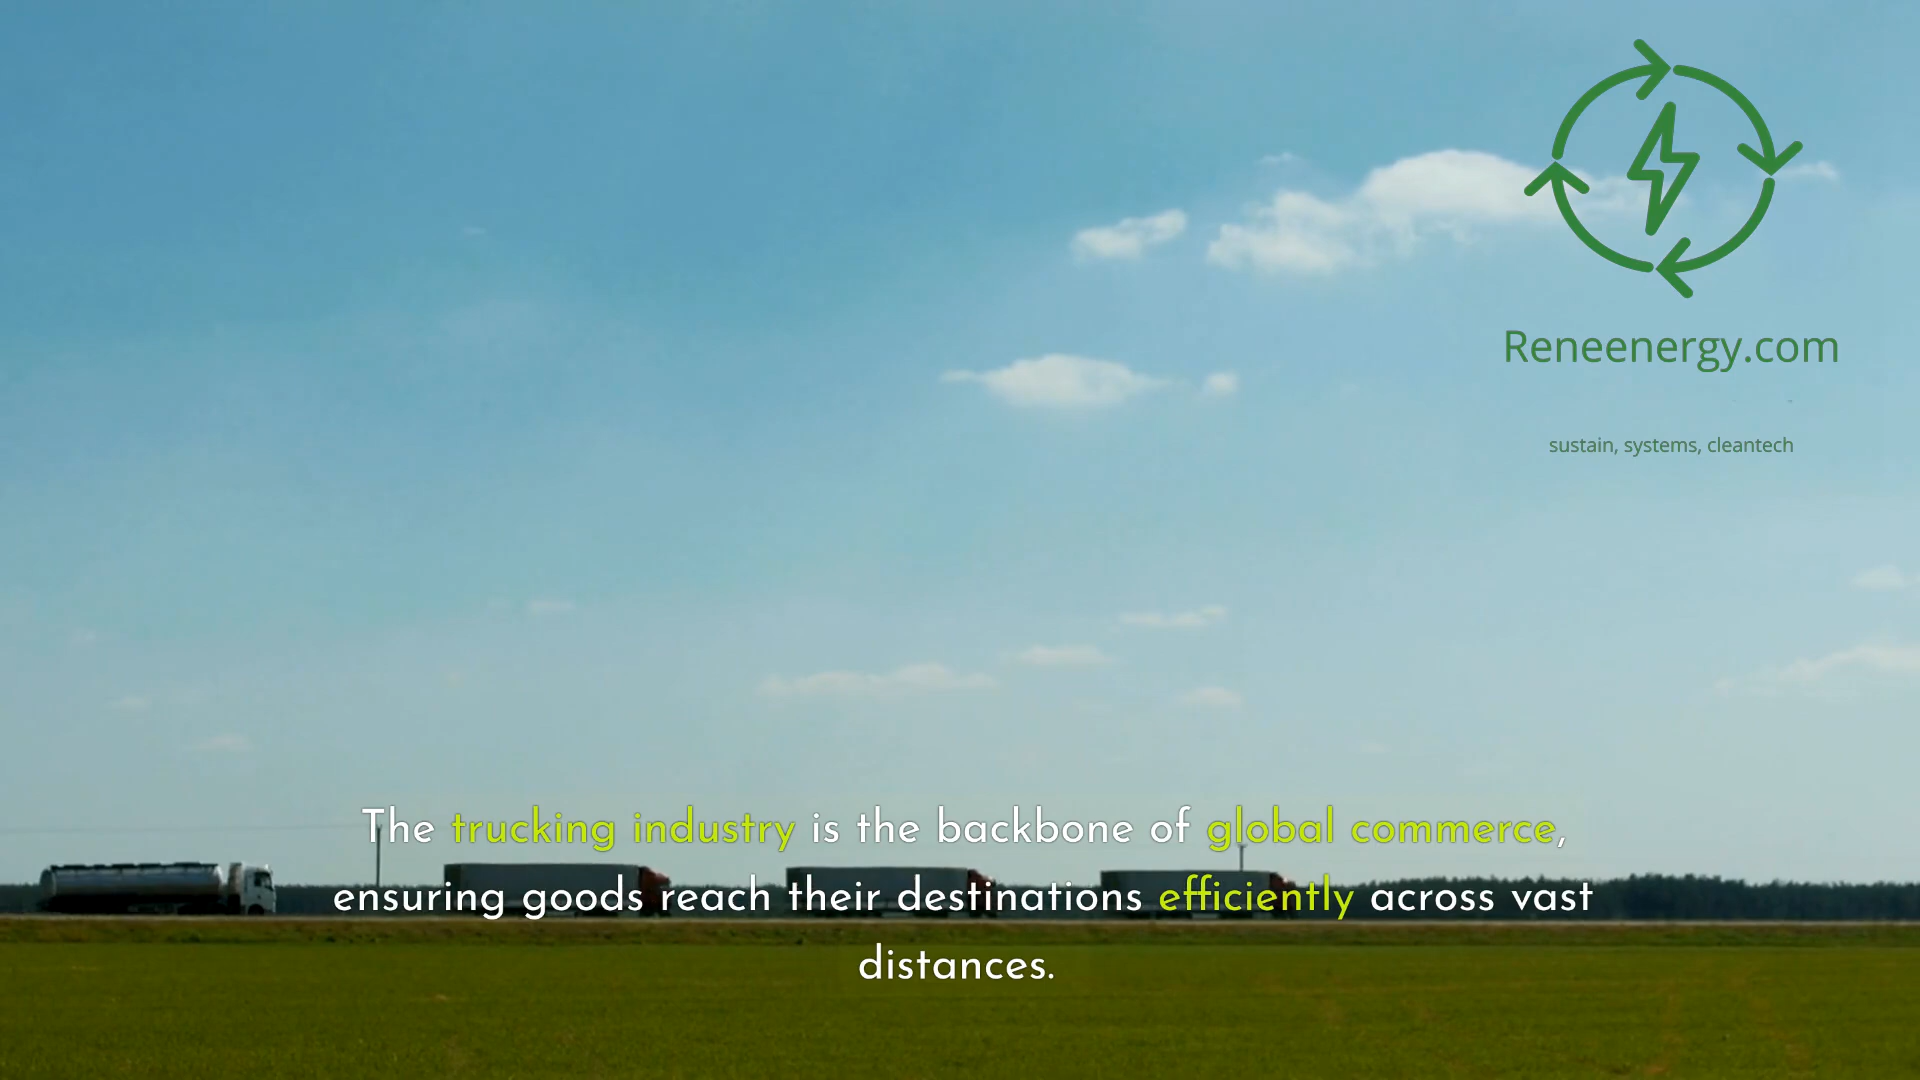 Reneenergy.com
sustain, systems, cleantech
The trucking industry is the backbone of global commerce,
ensuring goods reach their destinations efficiently across vast
distances.